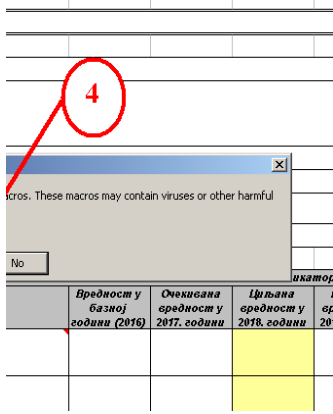 4
acros. These macros may contain viruses or other harmful
No
икатор
Вредност у
базној
години (2016)
Очекивана
вредност у
2017. години
Циљана
вредност у
2018. години